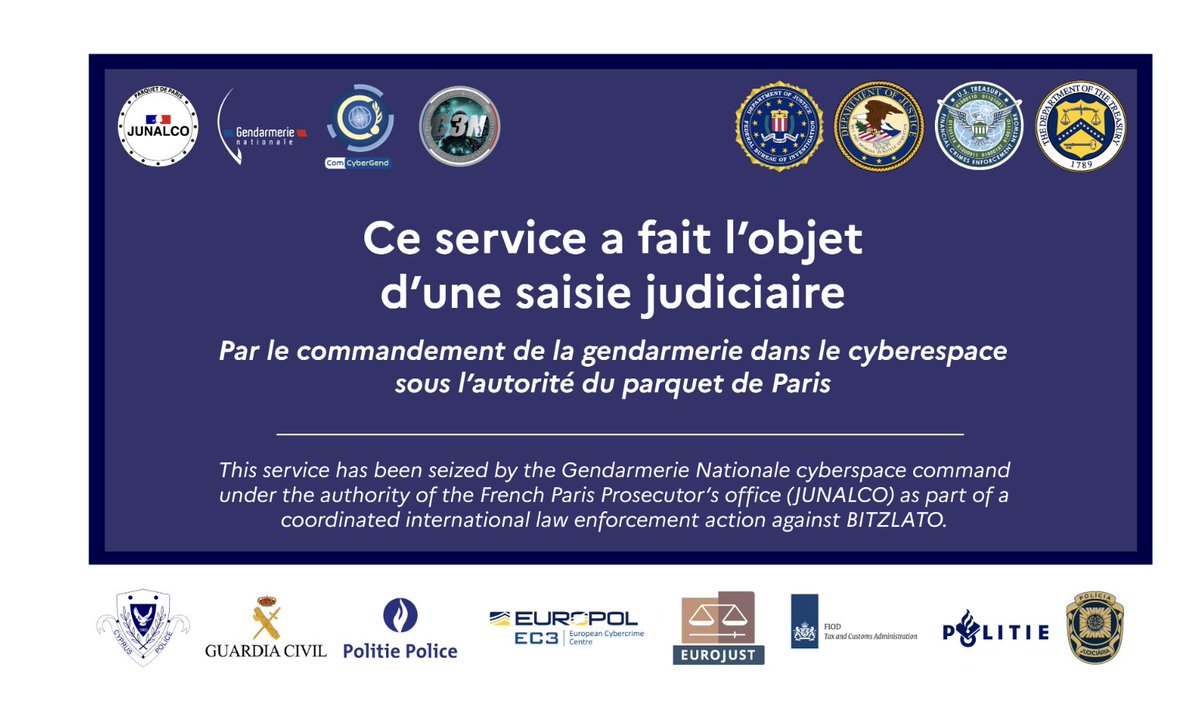 PARQUET DE PARIS
JUNALCO
Gendarmerie
nationale
ComCyberGend
C3N
DEPARTMENT OF JUSTICE
FEDERAL BUREAU OF INVESTIGATION
DEPARTMENT OF JUSTICE
U.S. TREASURY
FINANCIAL CRIMES ENFORCEMENT NETWORK
THE DEPARTMENT OF THE TREASURY
1789
Ce service a fait l’objet
d’une saisie judiciaire
Par le commandement de la gendarmerie dans le cyberespace
sous l’autorité du parquet de Paris
This service has been seized by the Gendarmerie Nationale cyberspace command
under the authority of the French Paris Prosecutor’s office (JUNALCO) as part of a
coordinated international law enforcement action against BITZLATO.
CYPRUS POLICE
GUARDIA CIVIL
Politie Police
EUROPOL
EC3 European Cybercrime
Centre
EUROJUST
FIOD
Tax and Customs Administration
POLITIE
POLÍCIA
JUDICIÁRIA